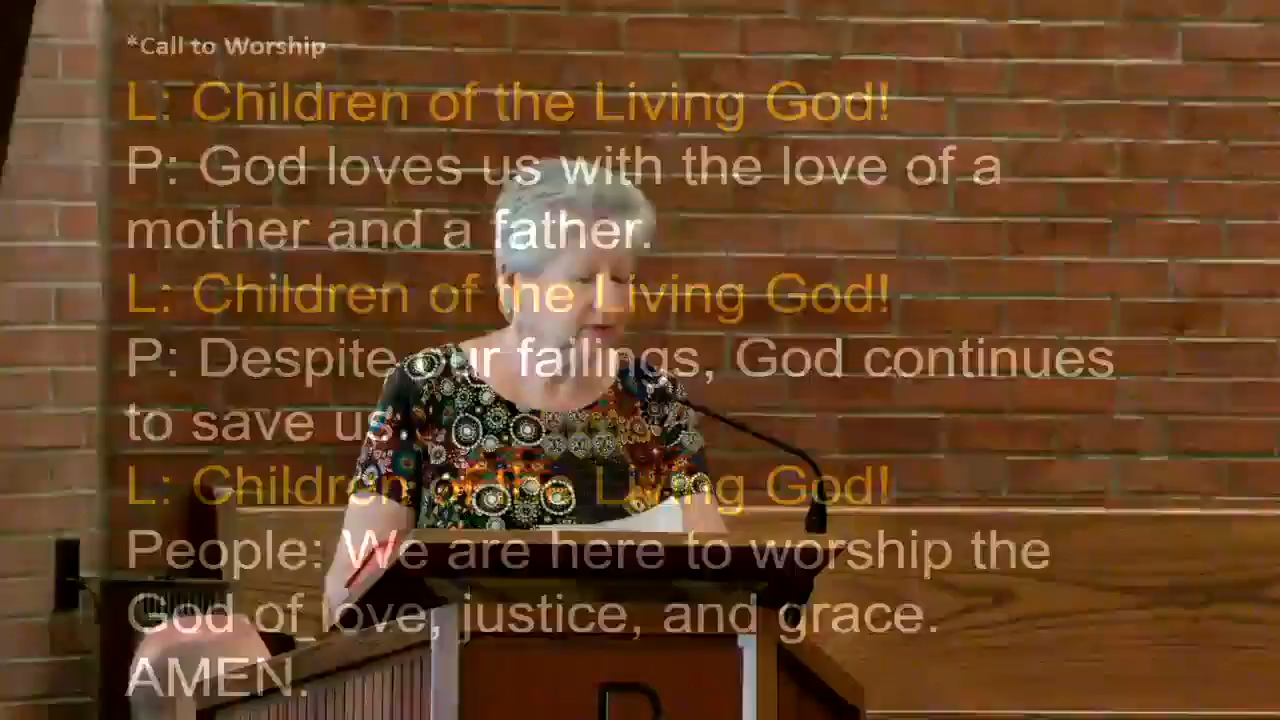 *Call to Worship
L: Children of the Living God!
P: God loves us with the love of a
mother and a father.
L: Children of the Living God!
P: Despite our failings, God continues
to save us
L: Children of the Living God!
People: We are here to worship the
God of love, justice, and grace.
AMEN.